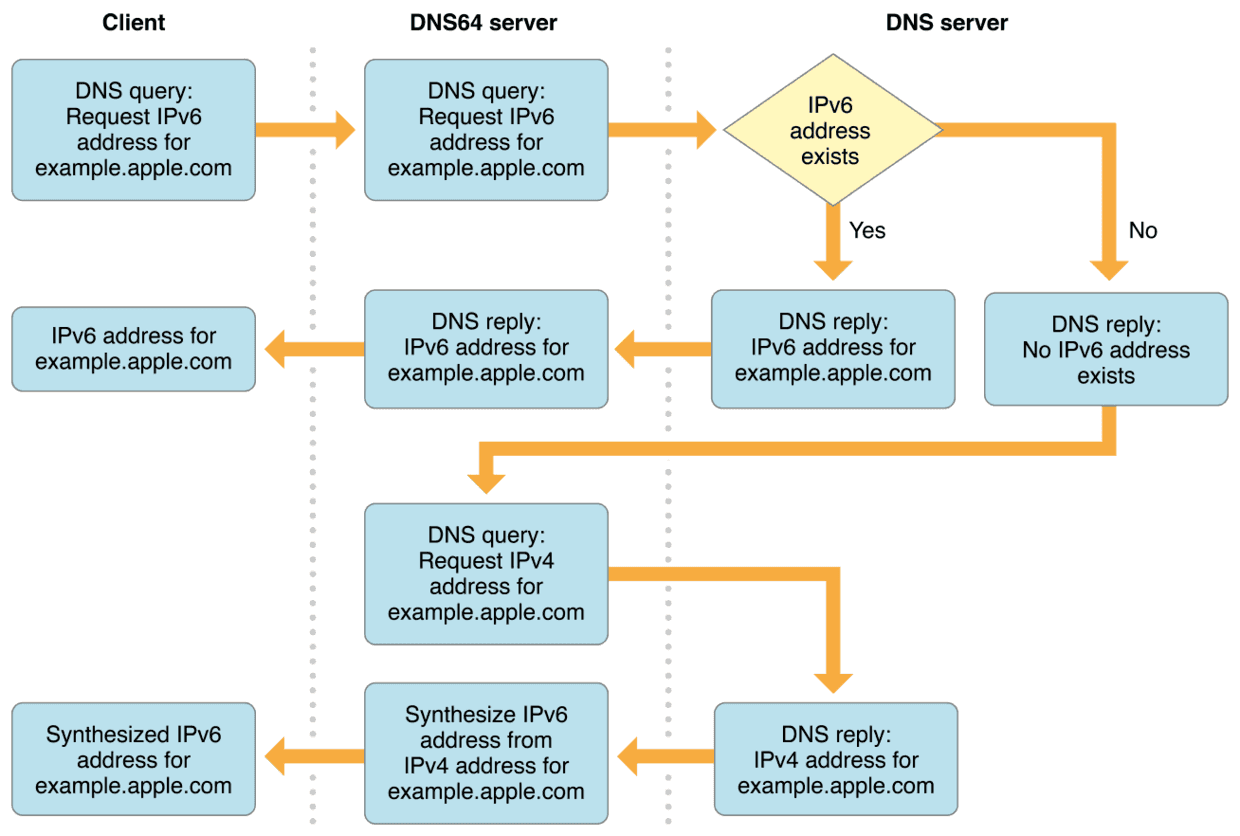 Client
DNS64 server
DNS server
DNS query:
Request IPv6
address for
example.apple.com
DNS query:
Request IPv6
address for
example.apple.com
IPv6
address
exists
Yes
No
IPv6 address for
example.apple.com
DNS reply:
IPv6 address for
example.apple.com
DNS reply:
IPv6 address for
example.apple.com
DNS reply:
No IPv6 address
exists
DNS query:
Request IPv4
address for
example.apple.com
Synthesized IPv6
address for
example.apple.com
Synthesize IPv6
address from
IPv4 address for
example.apple.com
DNS reply:
IPv4 address for
example.apple.com